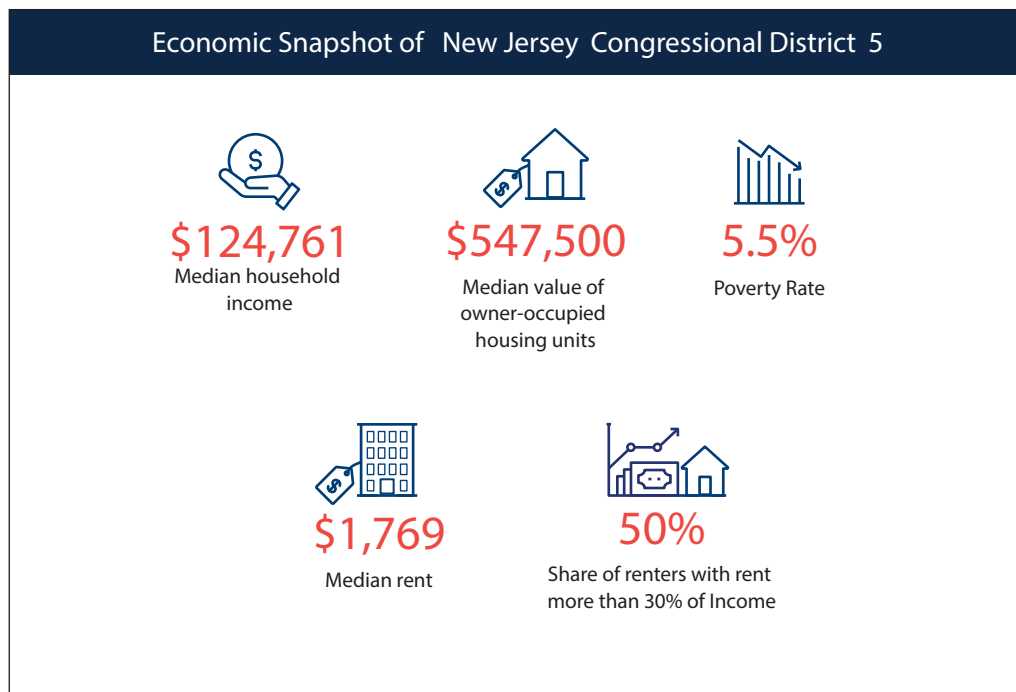 Economic Snapshot of New Jersey Congressional District 5
$
$
$124,761
$547,500
5.5%
Median household
income
Median value of
owner-occupied
housing units
Poverty Rate
$
$1,769
50%
Median rent
Share of renters with rent
more than 30% of Income